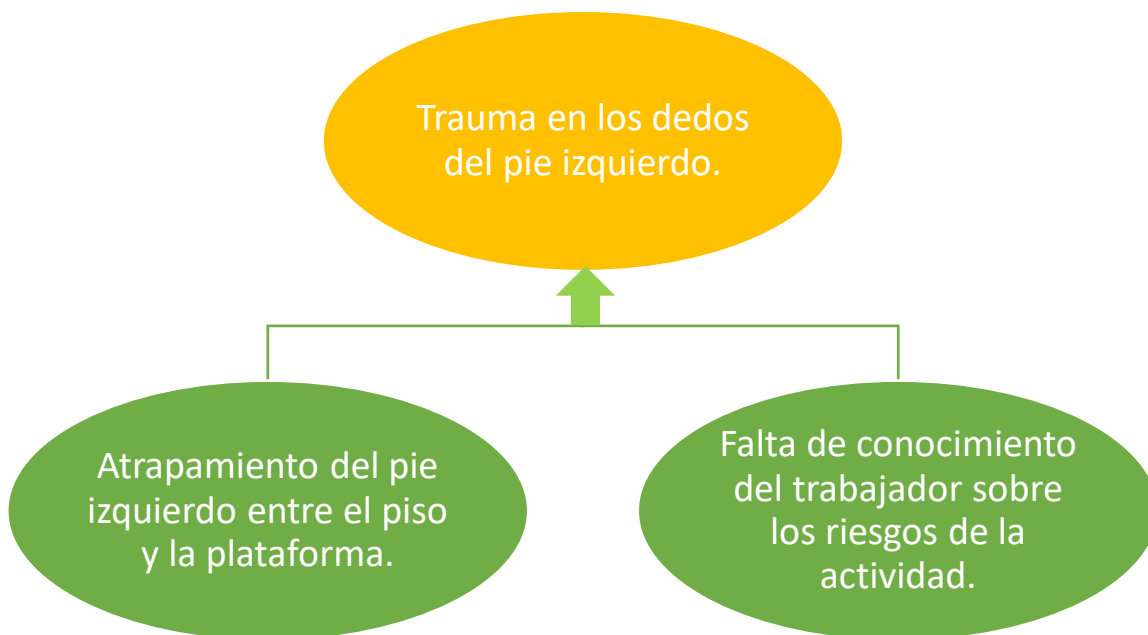 Trauma en los dedos
del pie izquierdo.
Atrapamiento del pie
izquierdo entre el piso
y la plataforma.
Falta de conocimiento
del trabajador sobre
los riesgos de la
actividad.